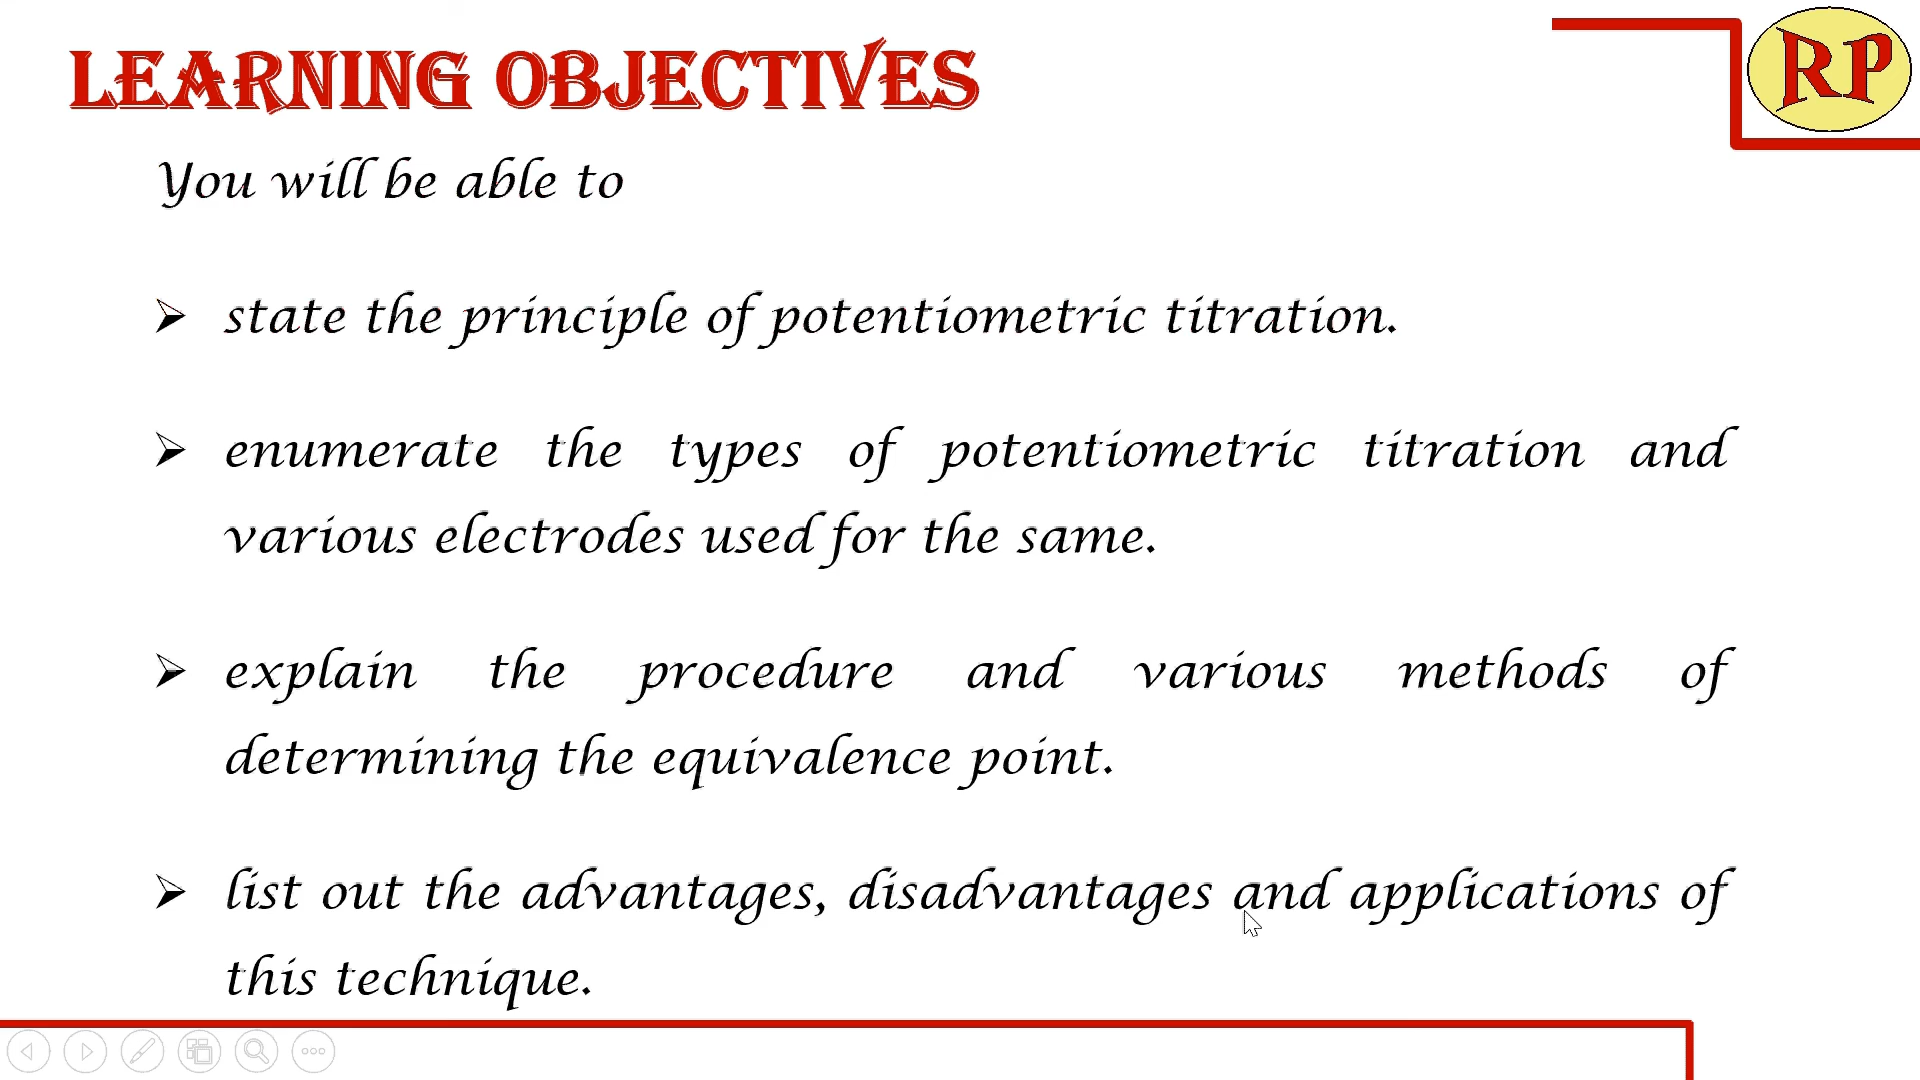 LEARNING OBJECTIVES
RP
You will be able to
➢ state the principle of potentiometric titration.
➢ enumerate the types of potentiometric titration and
various electrodes used for the same.
➢ explain the procedure and various methods of
determining the equivalence point.
➢ list out the advantages, disadvantages and applications of
this technique.